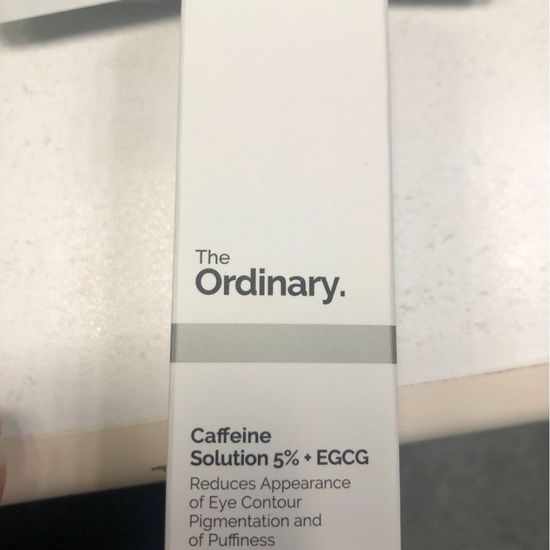 The
Ordinary.
Caffeine
Solution 5% + EGCG
Reduces Appearance
of Eye Contour
Pigmentation and
of Puffiness